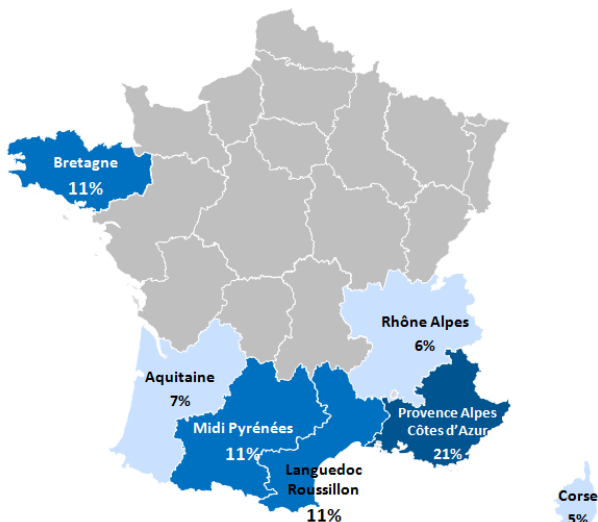 Bretagne
11%
Rhône Alpes
6%
Aquitaine
7%
Provence Alpes
Côtes d'Azur
21%
Midi Pyrénées
11%
Languedoc
Roussillon
11%
Corse
5%